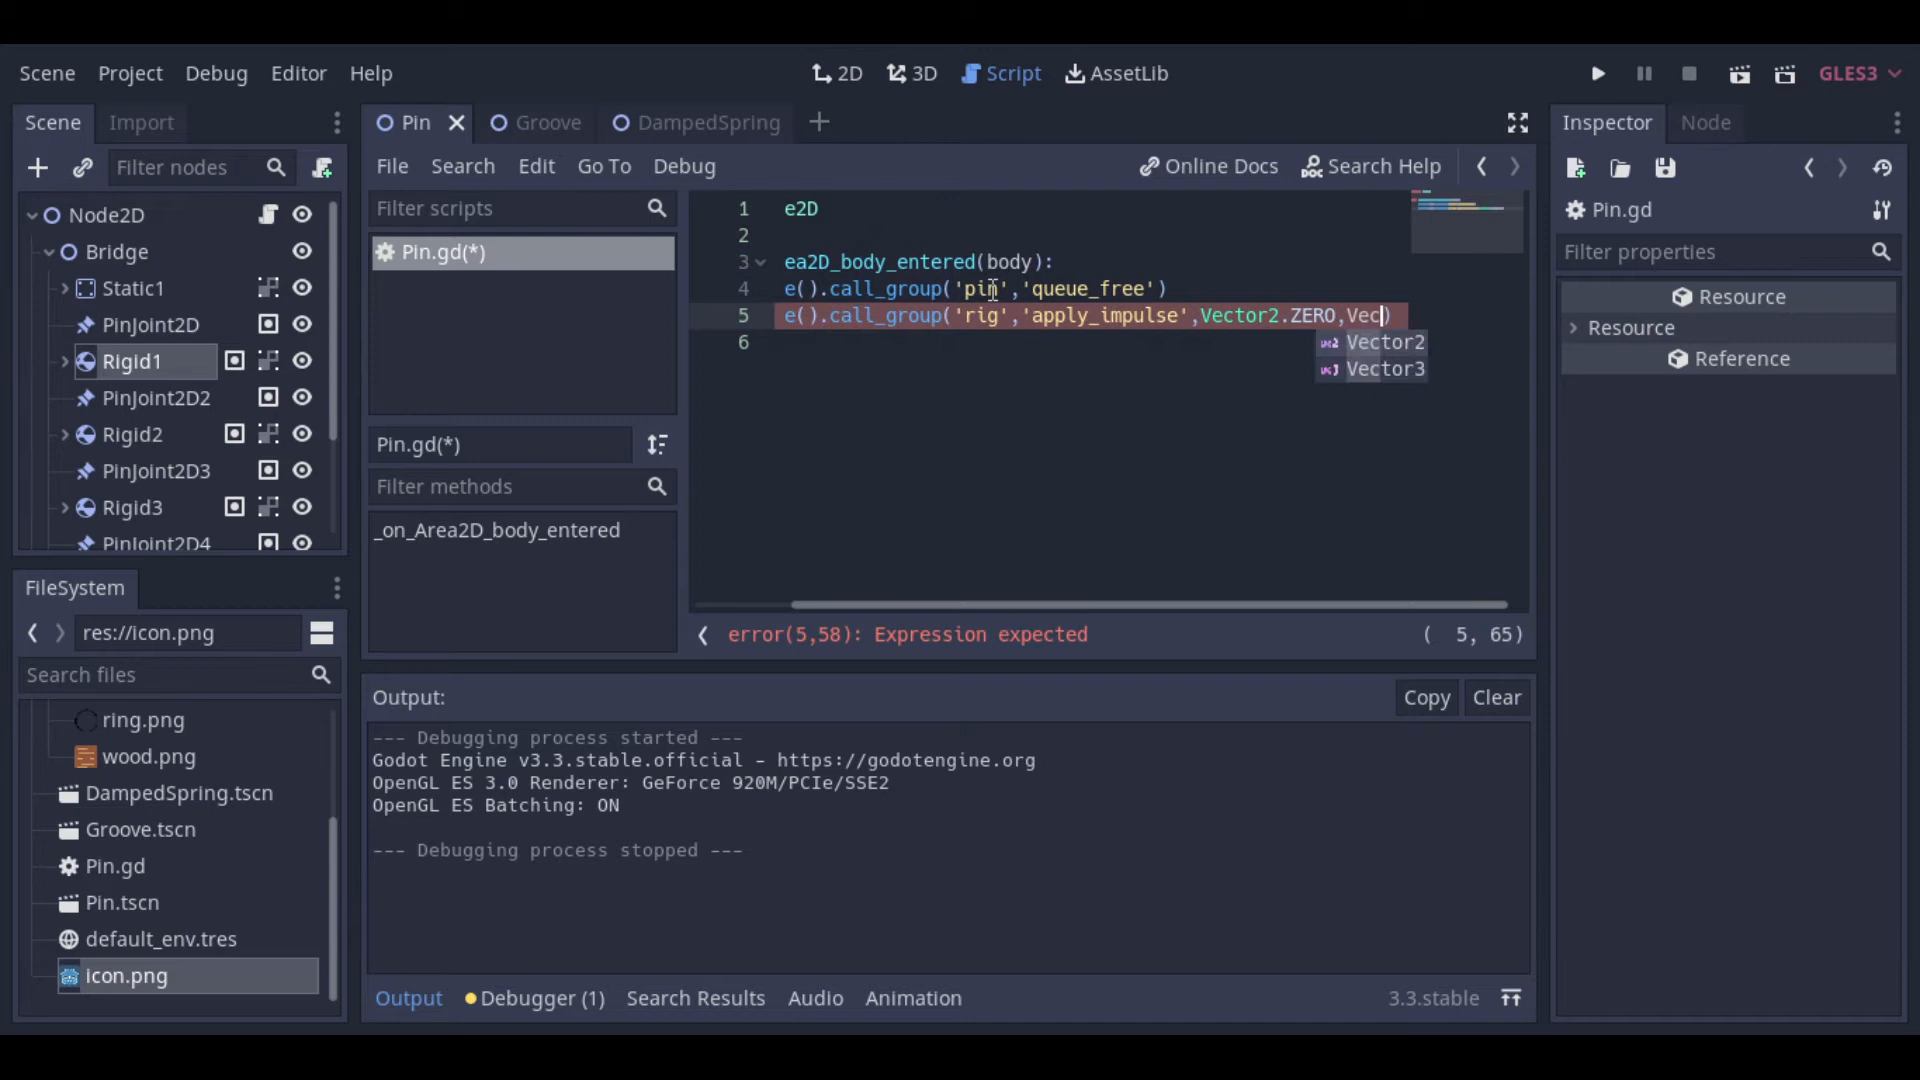 Scene Project Debug Editor Help
2D 3D Script AssetLib
GLES3
Scene Import
Filter nodes
Node2D
Bridge
Static1
PinJoint2D
Rigid1
PinJoint2D2
Rigid2
PinJoint2D3
Rigid3
PinJoint2D4
FileSystem
res://icon.png
Search files
ring.png
wood.png
DampedSpring.tscn
Groove.tscn
Pin.gd
Pin.tscn
default_env.tres
icon.png
Pin Groove DampedSpring
File Search Edit Go To Debug
Online Docs Search Help
Filter scripts
Pin.gd(*)
Pin.gd(*)
Filter methods
_on_Area2D_body_entered
1 e2D
2
3 ea2D_body_entered(body):
4 e().call_group('pin','queue_free')
5 e().call_group('rig','apply_impulse',Vector2.ZERO,Vec)
6
Vector2
Vector3
error(5,58): Expression expected
( 5, 65)
Output:
Copy Clear
--- Debugging process started ---
Godot Engine v3.3.stable.official - https://godotengine.org
OpenGL ES 3.0 Renderer: GeForce 920M/PCIe/SSE2
OpenGL ES Batching: ON
--- Debugging process stopped ---
Output Debugger (1) Search Results Audio Animation
3.3.stable
Inspector Node
Pin.gd
Filter properties
Resource
Resource
Reference